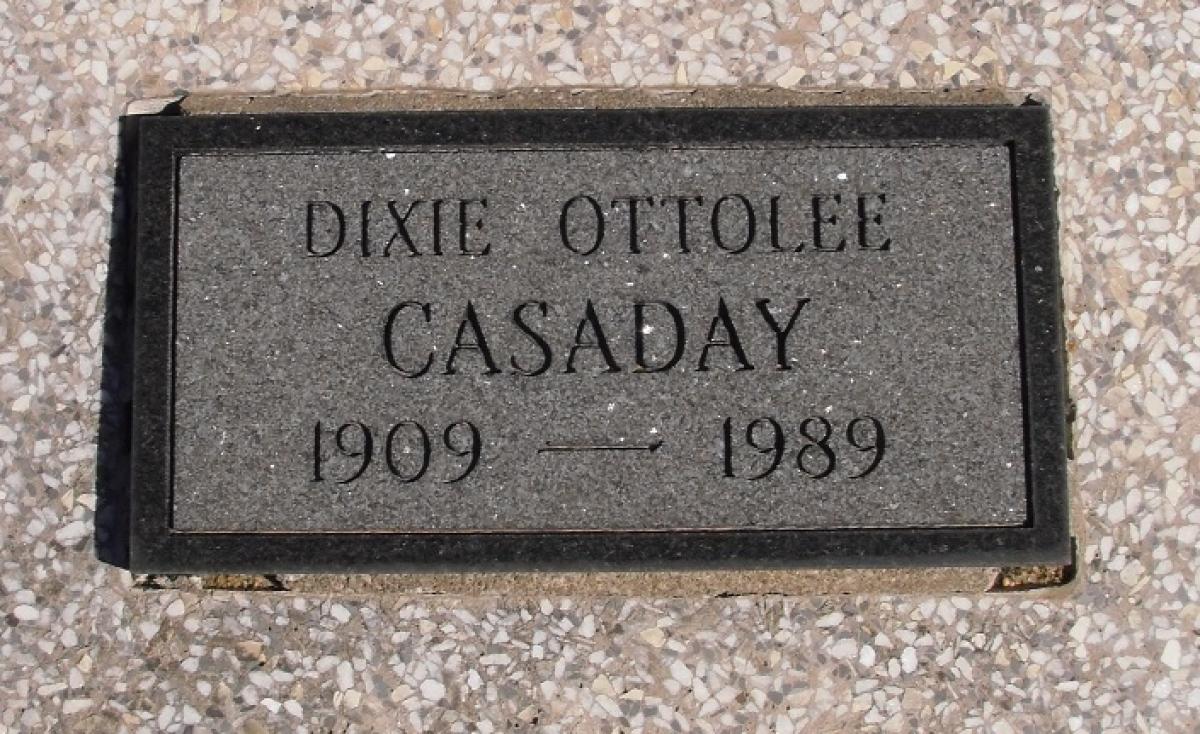 DIXIE OTTOLEE
CASADAY
1909 — 1989